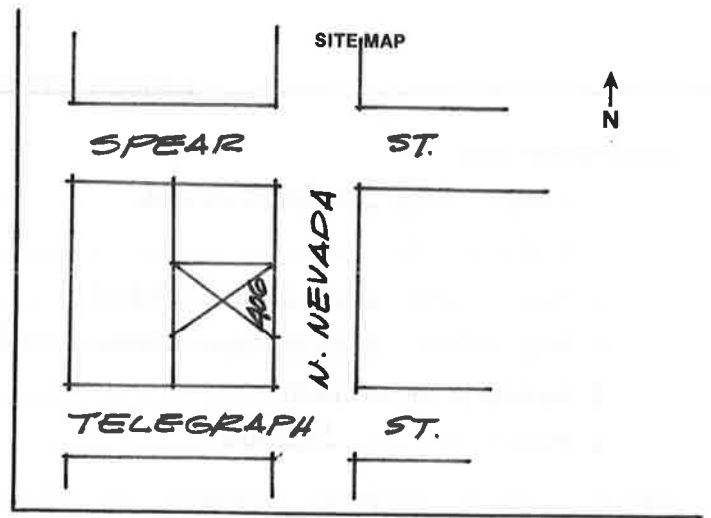 SITE MAP
N
SPEAR ST.
N. NEVADA
406
TELEGRAPH ST.